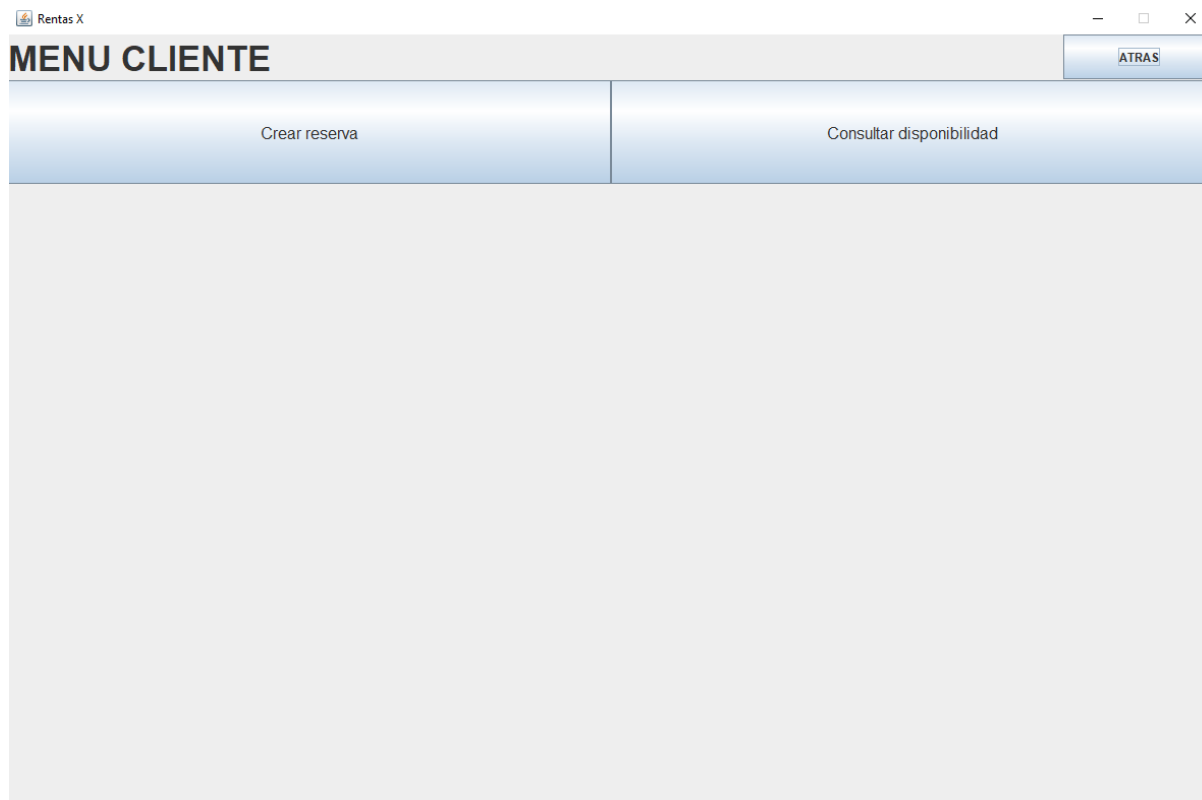 Rentas X
MENU CLIENTE
ATRAS
Crear reserva
Consultar disponibilidad